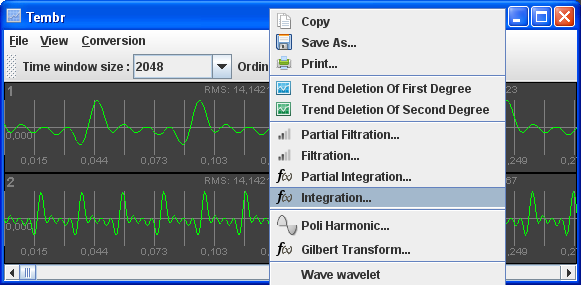 Tembr
File View Conversion
Time window size : 2048 Ordin
Copy
Save As...
Print...
Trend Deletion Of First Degree
Trend Deletion Of Second Degree
Partial Filtration...
Filtration...
Partial Integration...
Integration...
Poli Harmonic...
Gilbert Transform...
Wave wavelet
1 RMS: 14,142 23
0,000
0,015 0,044 0,073 0,103 ,249 0,
2 RMS: 14,142 67
0,000
0,015 0,044 0,073 0,103 ,249 0,